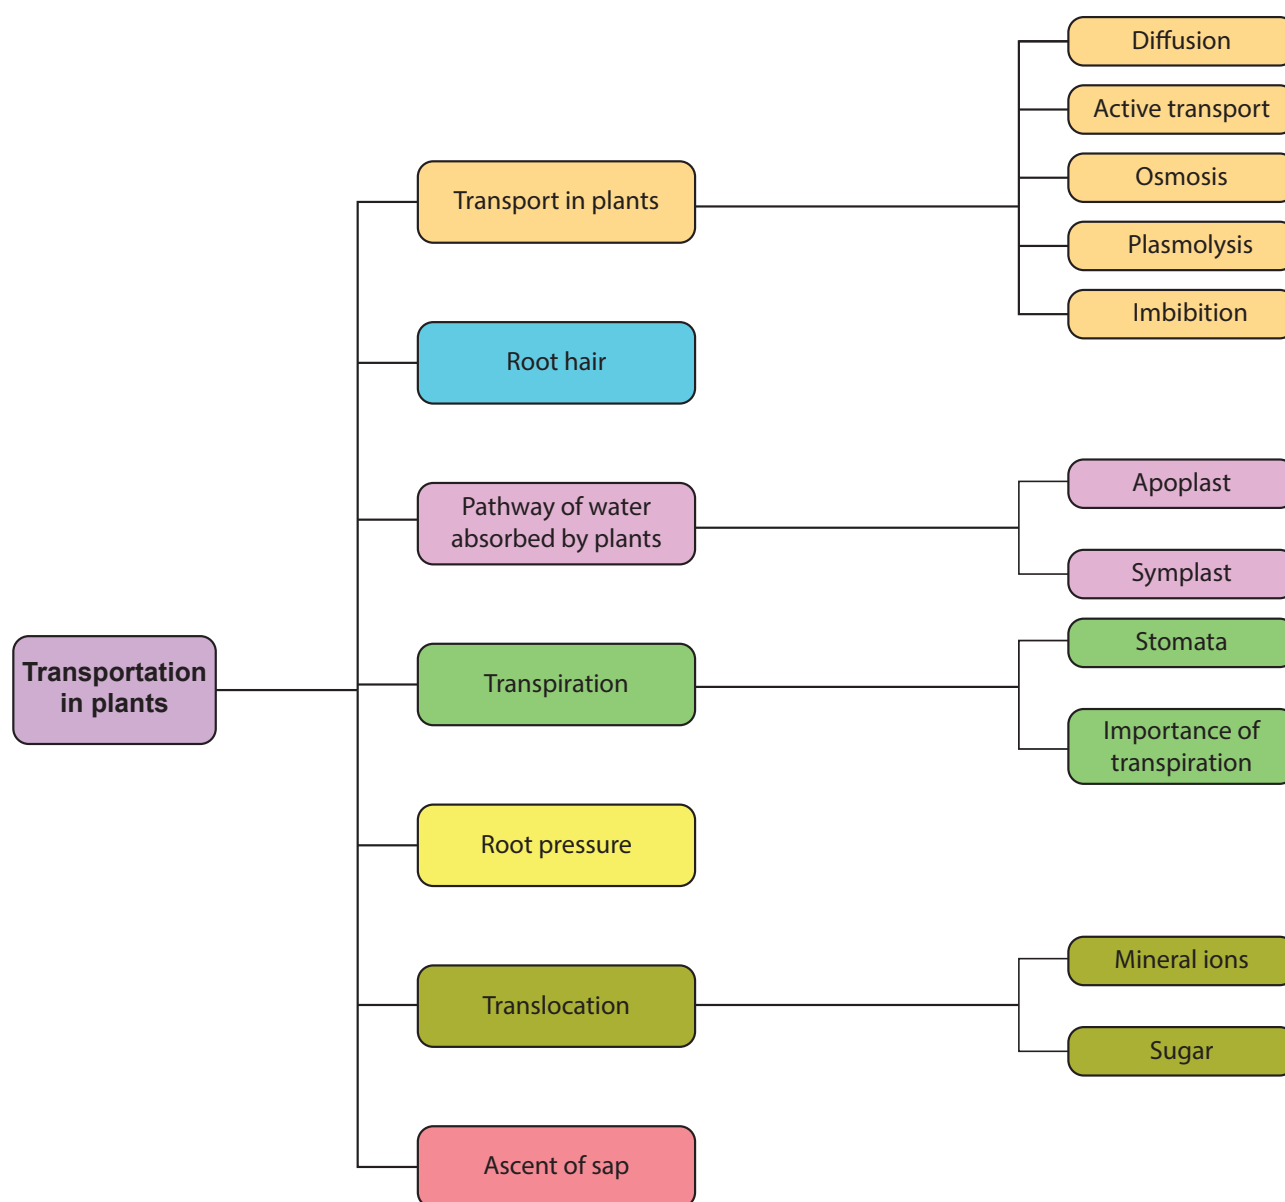 Transportation
in plants
Transport in plants
Diffusion
Active transport
Osmosis
Plasmolysis
Imbibition
Root hair
Pathway of water
absorbed by plants
Apoplast
Symplast
Transpiration
Stomata
Importance of
transpiration
Root pressure
Translocation
Mineral ions
Sugar
Ascent of sap